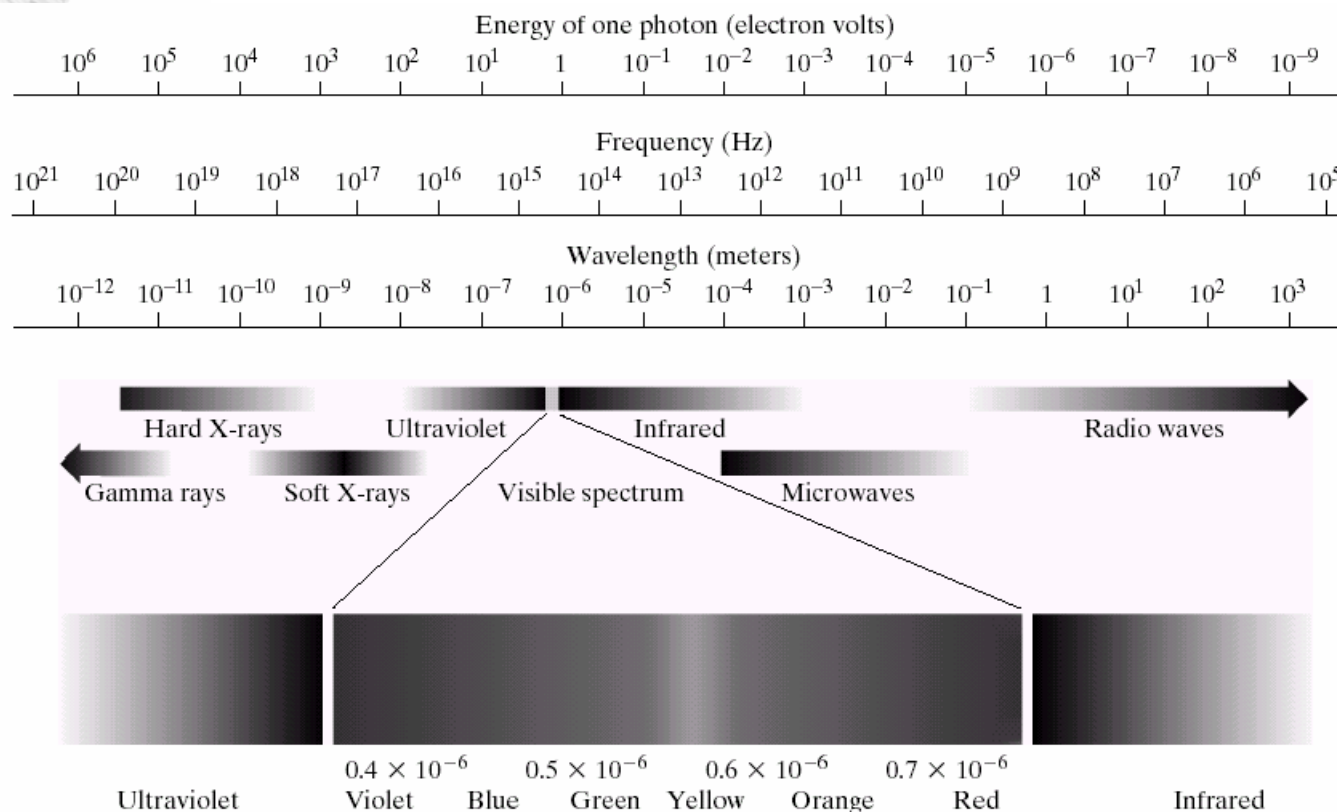 Energy of one photon (electron volts)
10⁶ 10⁵ 10⁴ 10³ 10² 10¹ 1 10⁻¹ 10⁻² 10⁻³ 10⁻⁴ 10⁻⁵ 10⁻⁶ 10⁻⁷ 10⁻⁸ 10⁻⁹
Frequency (Hz)
10²¹ 10²⁰ 10¹⁹ 10¹⁸ 10¹⁷ 10¹⁶ 10¹⁵ 10¹⁴ 10¹³ 10¹² 10¹¹ 10¹⁰ 10⁹ 10⁸ 10⁷ 10⁶ 10⁵
Wavelength (meters)
10⁻¹² 10⁻¹¹ 10⁻¹⁰ 10⁻⁹ 10⁻⁸ 10⁻⁷ 10⁻⁶ 10⁻⁵ 10⁻⁴ 10⁻³ 10⁻² 10⁻¹ 1 10¹ 10² 10³
Hard X-rays Ultraviolet Infrared Radio waves
Gamma rays Soft X-rays Visible spectrum Microwaves
0.4 × 10⁻⁶ 0.5 × 10⁻⁶ 0.6 × 10⁻⁶ 0.7 × 10⁻⁶
Ultraviolet Violet Blue Green Yellow Orange Red Infrared